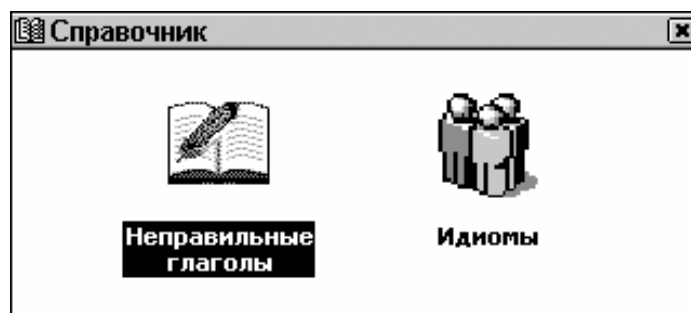 Справочник
Неправильные
глаголы
Идиомы